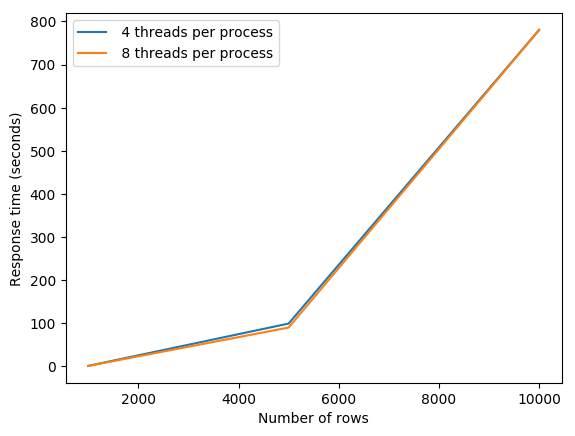 800
700
600
500
400
300
200
100
0
Response time (seconds)
4 threads per process
8 threads per process
2000 4000 6000 8000 10000
Number of rows